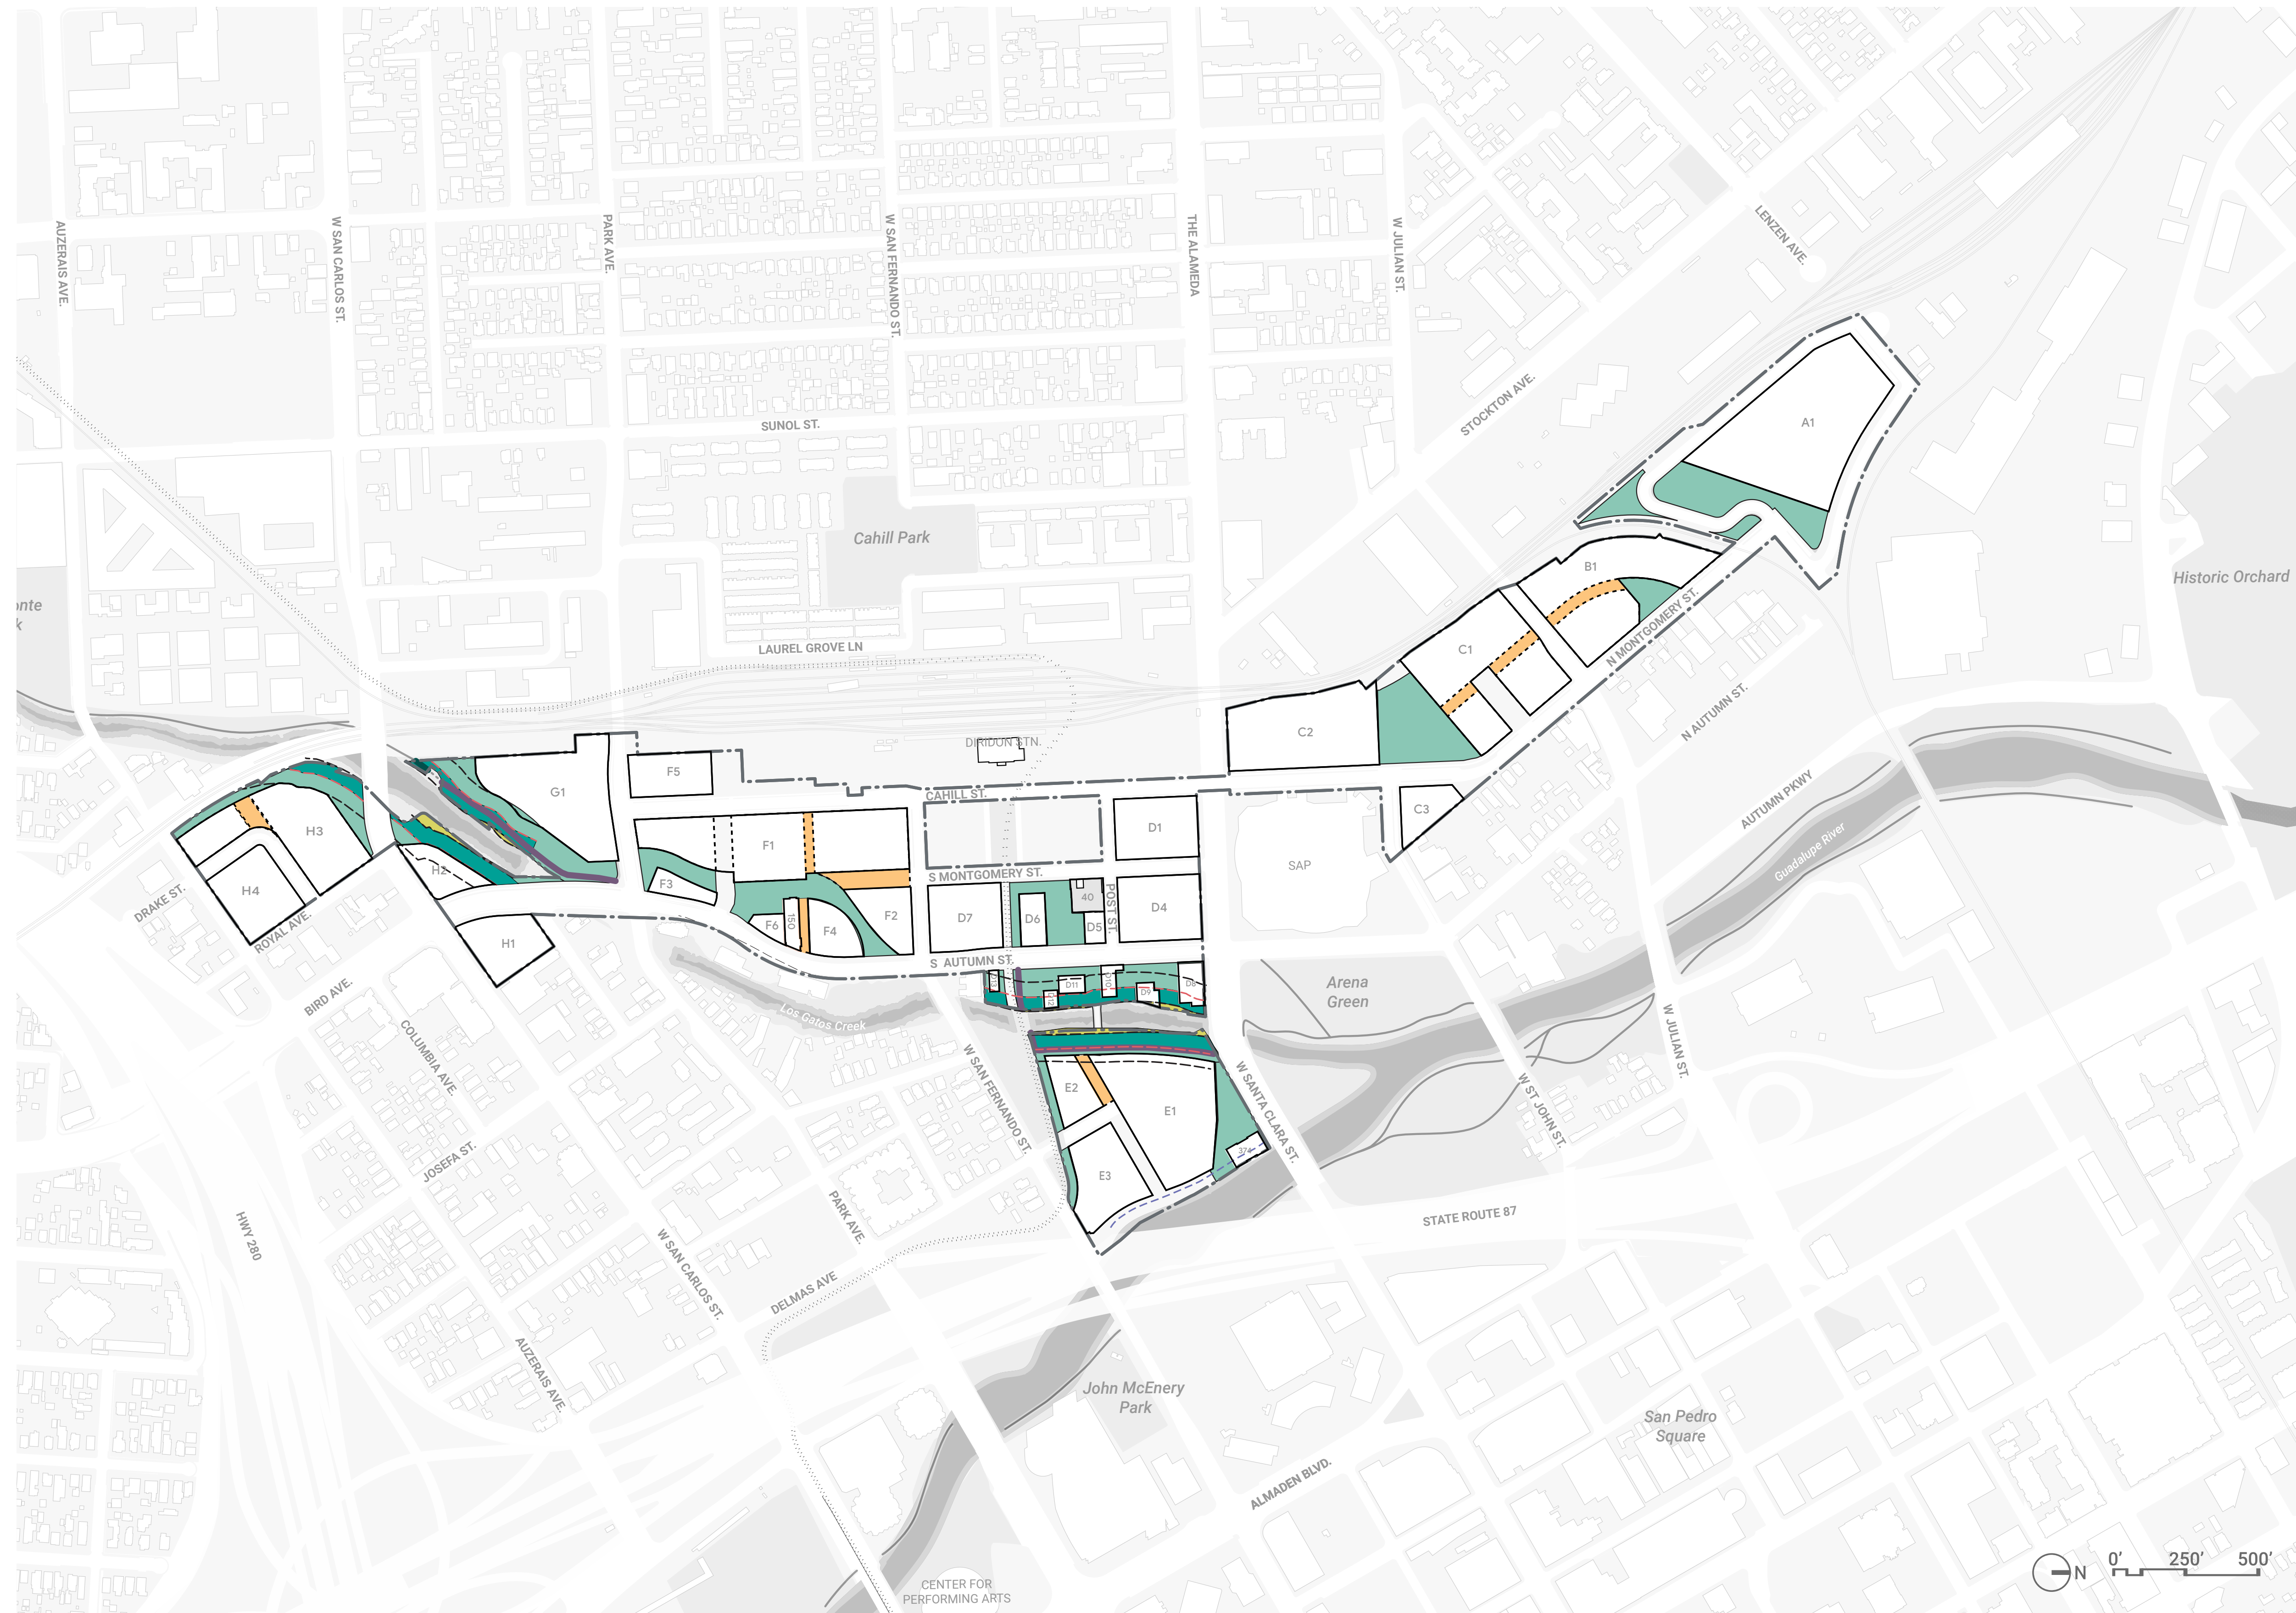 AUZERAIS AVE.
W SAN CARLOS ST.
PARK AVE.
W SAN FERNANDO ST.
THE ALAMEDA
W JULIAN ST.
LENZEN AVE.
STOCKTON AVE.
SUNOL ST.
A1
Cahill Park
B1
Historic Orchard
onte
k
LAUREL GROVE LN
C1
N MONTGOMERY ST.
N AUTUMN ST.
C2
DIRIDON STN.
F5
G1
CAHILL ST.
C3
AUTUMN PKWY
Guadalupe River
H3
F1
D1
SAP
H2
F3
S MONTGOMERY ST.
H4
DRAKE ST.
ROYAL AVE.
F6
150
F4
F2
D7
D6
40
D5
POST ST.
D4
H1
S AUTUMN ST.
BIRD AVE.
Los Gatos Creek
D11
D10
D9
D8
Arena
Green
COLUMBIA AVE.
W SAN FERNANDO ST.
E2
E1
W SANTA CLARA ST.
W ST JOHN ST.
W JULIAN ST.
JOSEFA ST.
E3
374
PARK AVE.
HWY 280
W SAN CARLOS ST.
STATE ROUTE 87
DELMAS AVE
AUZERAIS AVE.
John McEnery
Park
San Pedro
Square
ALMADEN BLVD.
CENTER FOR
PERFORMING ARTS
N
0’ 250’ 500’